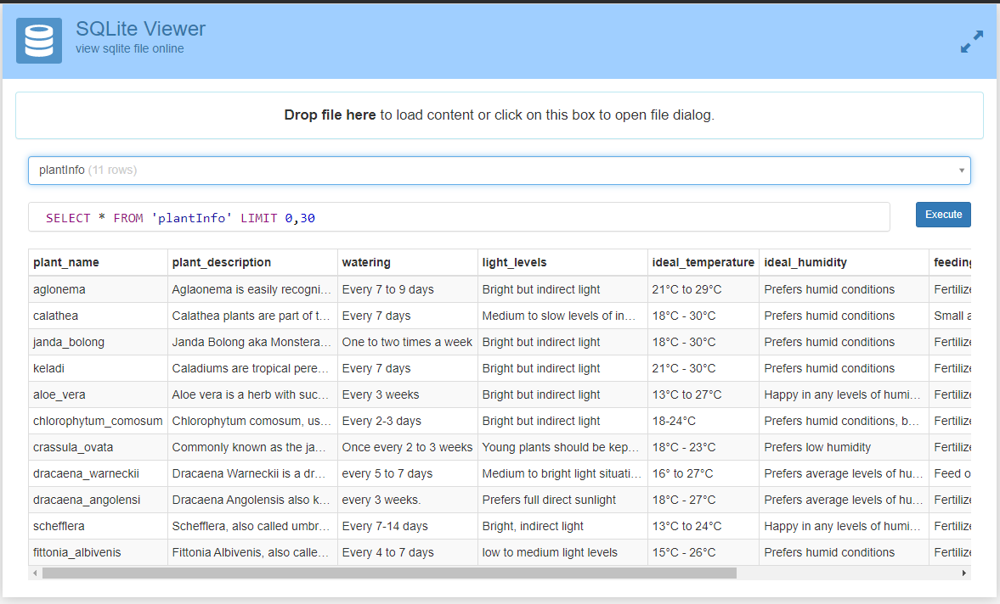 SQLite Viewer
view sqlite file online
Drop file here to load content or click on this box to open file dialog.
plantInfo (11 rows)
SELECT * FROM 'plantInfo' LIMIT 0,30
Execute
plant_name plant_description watering light_levels ideal_temperature ideal_humidity feeding
aglonema Aglaonema is easily recogni... Every 7 to 9 days Bright but indirect light 21°C to 29°C Prefers humid conditions Fertilize
calathea Calathea plants are part of t... Every 7 days Medium to slow levels of in... 18°C - 30°C Prefers humid conditions Small a
janda_bolong Janda Bolong aka Monstera... One to two times a week Bright but indirect light 18°C - 30°C Prefers humid conditions Fertilize
keladi Caladiums are tropical pere... Every 7 days Bright but indirect light 21°C - 30°C Prefers humid conditions Fertilize
aloe_vera Aloe vera is a herb with suc... Every 3 weeks Bright but indirect light 13°C to 27°C Happy in any levels of humi... Fertilize
chlorophytum_comosum Chlorophytum comosum, us... Every 2-3 days Bright but indirect light 18-24°C Prefers humid conditions, b... Fertilize
crassula_ovata Commonly known as the ja... Once every 2 to 3 weeks Young plants should be kep... 18°C - 23°C Prefers low humidity Fertilize
dracaena_warneckii Dracaena Warneckii is a dr... every 5 to 7 days Medium to bright light situati... 16° to 27°C Prefers average levels of hu... Feed o
dracaena_angolensi Dracaena Angolensis also k... every 3 weeks. Prefers full direct sunlight 18°C - 27°C Prefers average levels of hu... Fertilize
schefflera Schefflera, also called umbr... Every 7-14 days Bright, indirect light 13°C to 24°C Happy in any levels of humi... Fertilize
fittonia_albivenis Fittonia Albivenis, also calle... Every 4 to 7 days low to medium light levels 15°C - 26°C Prefers humid conditions Fertilize